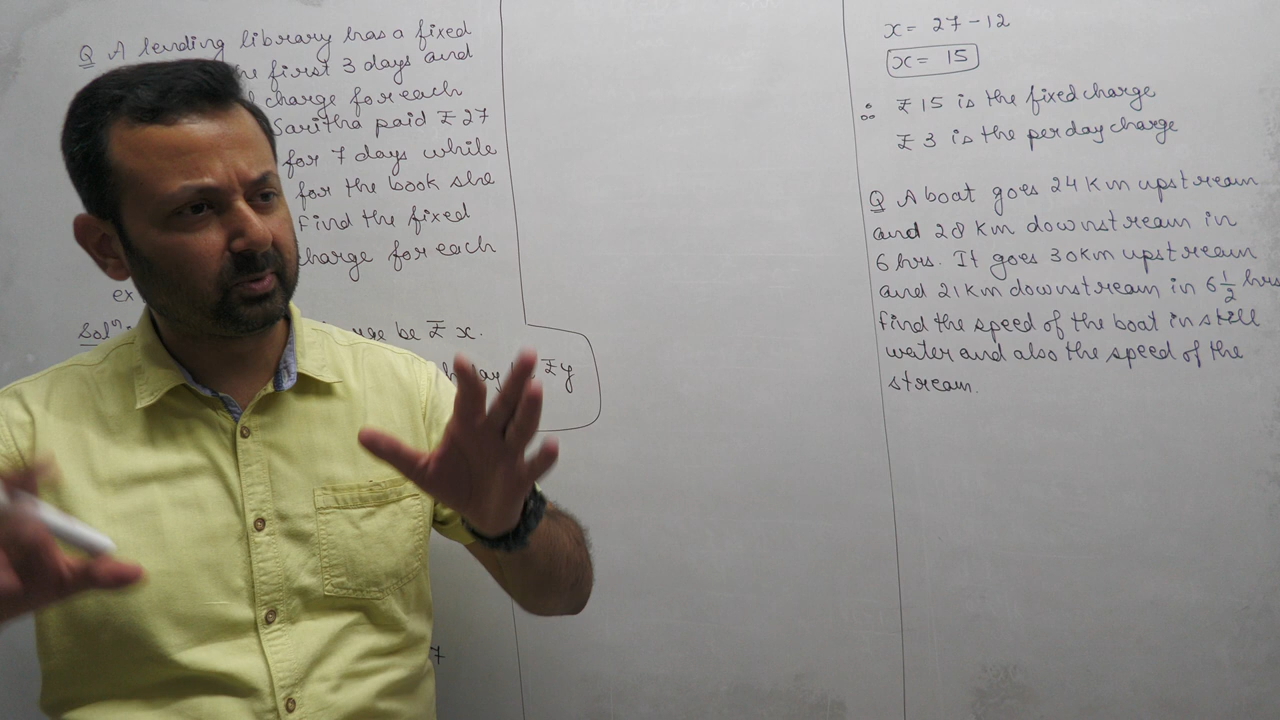 Q A lending library has a fixed
first 3 days and
charge for each
Saritha paid ₹27
for 7 days while
for the book she
Find the fixed
charge for each
ex
Solⁿ.
be ₹ x.
₹y
7
x = 27 - 12
x = 15
∴ ₹ 15 is the fixed charge
₹ 3 is the per day charge
Q A boat goes 24 Km upstream
and 28 Km downstream in
6 hrs. It goes 30Km upstream
and 21Km downstream in 6 1/2 hrs
find the speed of the boat in still
water and also the speed of the
stream.